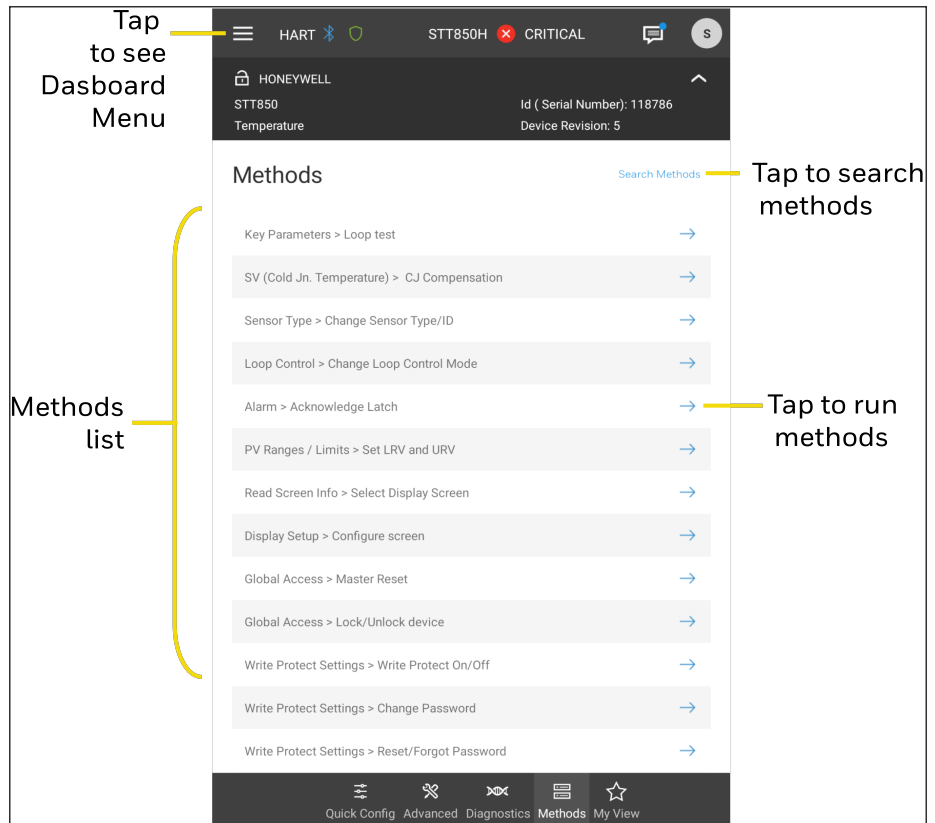 Tap
to see
Dasboard
Menu
HART STT850H CRITICAL S
HONEYWELL
STT850 Id ( Serial Number): 118786
Temperature Device Revision: 5
Methods Search Methods
Tap to search
methods
Key Parameters > Loop test
SV (Cold Jn. Temperature) > CJ Compensation
Sensor Type > Change Sensor Type/ID
Loop Control > Change Loop Control Mode
Methods
list
Alarm > Acknowledge Latch
Tap to run
methods
PV Ranges / Limits > Set LRV and URV
Read Screen Info > Select Display Screen
Display Setup > Configure screen
Global Access > Master Reset
Global Access > Lock/Unlock device
Write Protect Settings > Write Protect On/Off
Write Protect Settings > Change Password
Write Protect Settings > Reset/Forgot Password
Quick Config Advanced Diagnostics Methods My View